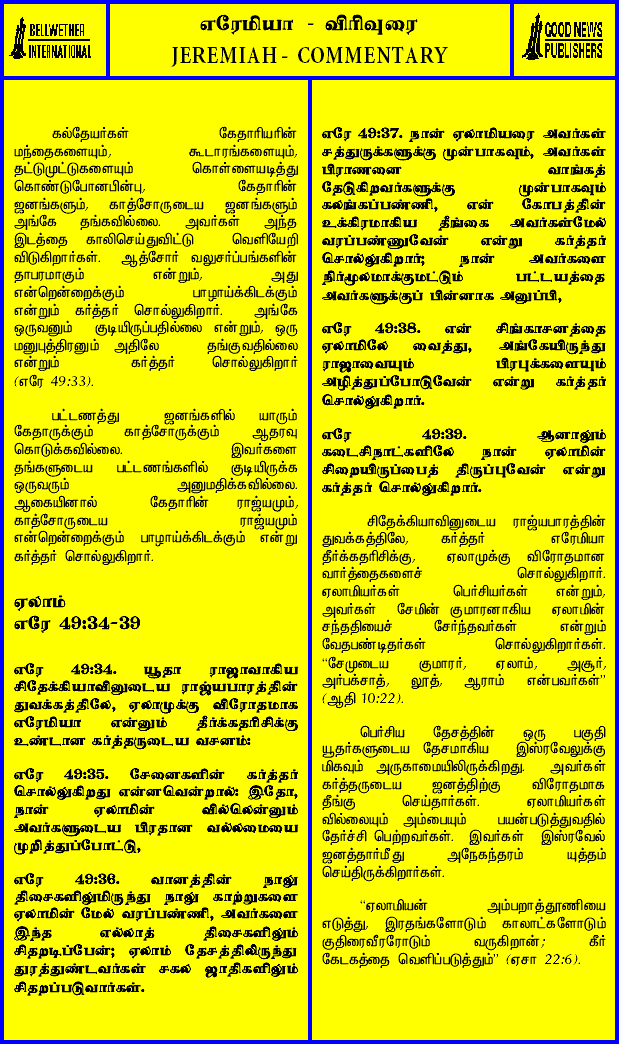 BELLWETHER
INTERNATIONAL
எரேமியா - விரிவுரை
JEREMIAH - COMMENTARY
GOOD NEWS
PUBLISHERS
கல்தேயர்கள் கேதாரியரின்
மந்தைகளையும், கூடாரங்களையும்,
தட்டுமுட்டுகளையும் கொள்ளையடித்து
கொண்டுபோனபின்பு, கேதாரின்
ஜனங்களும், காத்சோருடைய ஜனங்களும்
அங்கே தங்கவில்லை. அவர்கள் அந்த
இடத்தை காலிசெய்துவிட்டு வெளியேறி
விடுகிறார்கள். ஆத்சோர் வலுசர்ப்பங்களின்
தாபரமாகும் என்றும், அது
என்றென்றைக்கும் பாழாய்க்கிடக்கும்
என்றும் கர்த்தர் சொல்லுகிறார். அங்கே
ஒருவனும் குடியிருப்பதில்லை என்றும், ஒரு
மனுபுத்திரனும் அதிலே தங்குவதில்லை
என்றும் கர்த்தர் சொல்லுகிறார்
(எரே 49:33).
பட்டணத்து ஜனங்களில் யாரும்
கேதாருக்கும் காத்சோருக்கும் ஆதரவு
கொடுக்கவில்லை. இவர்களை
தங்களுடைய பட்டணங்களில் குடியிருக்க
ஒருவரும் அனுமதிக்கவில்லை.
ஆகையினால் கேதாரின் ராஜ்யமும்,
காத்சோருடைய ராஜ்யமும்
என்றென்றைக்கும் பாழாய்க்கிடக்கும் என்று
கர்த்தர் சொல்லுகிறார்.
ஏலாம்
எரே 49:34-39
எரே 49:34. யூதா ராஜாவாகிய
சிதேக்கியாவினுடைய ராஜ்யபாரத்தின்
துவக்கத்திலே, ஏலாமுக்கு விரோதமாக
எரேமியா என்னும் தீர்க்கதரிசிக்கு
உண்டான கர்த்தருடைய வசனம்:
எரே 49:35. சேனைகளின் கர்த்தர்
சொல்லுகிறது என்னவென்றால்: இதோ,
நான் ஏலாமின் வில்லென்னும்
அவர்களுடைய பிரதான வல்லமையை
முறித்துப்போட்டு,
எரே 49:36. வானத்தின் நாலு
திசைகளிலுமிருந்து நாலு காற்றுகளை
ஏலாமின் மேல் வரப்பண்ணி, அவர்களை
இந்த எல்லாத் திசைகளிலும்
சிதறடிப்பேன்; ஏலாம் தேசத்திலிருந்து
துரத்துண்டவர்கள் சகல ஜாதிகளிலும்
சிதறப்படுவார்கள்.
எரே 49:37. நான் ஏலாமியரை அவர்கள்
சத்துருக்களுக்கு முன்பாகவும், அவர்கள்
பிராணனை வாங்கத்
தேடுகிறவர்களுக்கு முன்பாகவும்
கலங்கப்பண்ணி, என் கோபத்தின்
உக்கிரமாகிய தீங்கை அவர்கள்மேல்
வரப்பண்ணுவேன் என்று கர்த்தர்
சொல்லுகிறார்; நான் அவர்களை
நிர்மூலமாக்குமட்டும் பட்டயத்தை
அவர்களுக்குப் பின்னாக அனுப்பி,
எரே 49:38. என் சிங்காசனத்தை
ஏலாமிலே வைத்து, அங்கேயிருந்து
ராஜாவையும் பிரபுக்களையும்
அழித்துப்போடுவேன் என்று கர்த்தர்
சொல்லுகிறார்.
எரே 49:39. ஆனாலும்
கடைசிநாட்களிலே நான் ஏலாமின்
சிறையிருப்பைத் திருப்புவேன் என்று
கர்த்தர் சொல்லுகிறார்.
சிதேக்கியாவினுடைய ராஜ்யபாரத்தின்
துவக்கத்திலே, கர்த்தர் எரேமியா
தீர்க்கதரிசிக்கு, ஏலாமுக்கு விரோதமான
வார்த்தைகளைச் சொல்லுகிறார்.
ஏலாமியர்கள் பெர்சியர்கள் என்றும்,
அவர்கள் சேமின் குமாரனாகிய ஏலாமின்
சந்ததியைச் சேர்ந்தவர்கள் என்றும்
வேதபண்டிதர்கள் சொல்லுகிறார்கள்.
“சேமுடைய குமாரர், ஏலாம், அசூர்,
அர்பக்சாத், லூத், ஆராம் என்பவர்கள்”
(ஆதி 10:22).
பெர்சிய தேசத்தின் ஒரு பகுதி
யூதர்களுடைய தேசமாகிய இஸ்ரவேலுக்கு
மிகவும் அருகாமையிலிருக்கிறது. அவர்கள்
கர்த்தருடைய ஜனத்திற்கு விரோதமாக
தீங்கு செய்தார்கள். ஏலாமியர்கள்
வில்லையும் அம்பையும் பயன்படுத்துவதில்
தேர்ச்சி பெற்றவர்கள். இவர்கள் இஸ்ரவேல்
ஜனத்தார்மீது அநேகந்தரம் யுத்தம்
செய்திருக்கிறார்கள்.
“ஏலாமியன் அம்பறாத்தூணியை
எடுத்து, இரதங்களோடும் காலாட்களோடும்
குதிரைவீரரோடும் வருகிறான்; கீர்
கேடகத்தை வெளிப்படுத்தும்” (ஏசா 22:6).